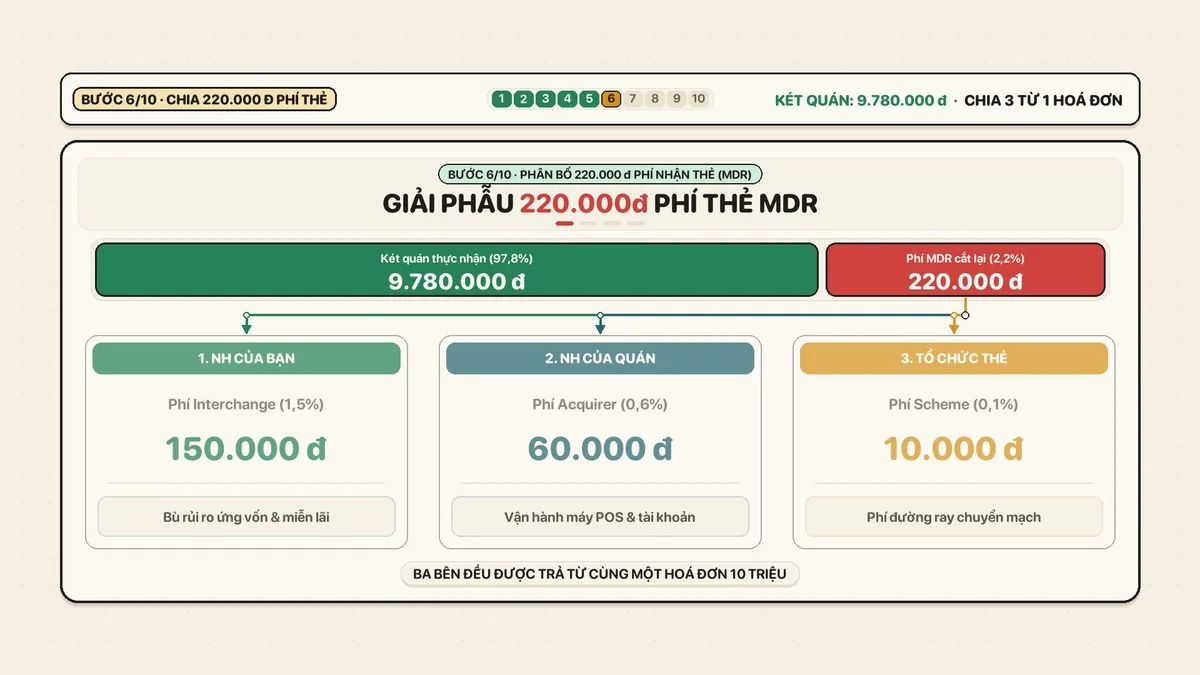 BƯỚC 6/10 · CHIA 220.000 Đ PHÍ THẺ
1 2 3 4 5 6 7 8 9 10
KÉT QUÁN: 9.780.000 đ · CHIA 3 TỪ 1 HOÁ ĐƠN
BƯỚC 6/10 · PHÂN BỔ 220.000 đ PHÍ NHẬN THẺ (MDR)
GIẢI PHẪU 220.000đ PHÍ THẺ MDR
Két quán thực nhận (97,8%)
9.780.000 đ
Phí MDR cắt lại (2,2%)
220.000 đ
1. NH CỦA BẠN
Phí Interchange (1,5%)
150.000 đ
Bù rủi ro ứng vốn & miễn lãi
2. NH CỦA QUÁN
Phí Acquirer (0,6%)
60.000 đ
Vận hành máy POS & tài khoản
3. TỔ CHỨC THẺ
Phí Scheme (0,1%)
10.000 đ
Phí đường ray chuyển mạch
BA BÊN ĐỀU ĐƯỢC TRẢ TỪ CÙNG MỘT HOÁ ĐƠN 10 TRIỆU